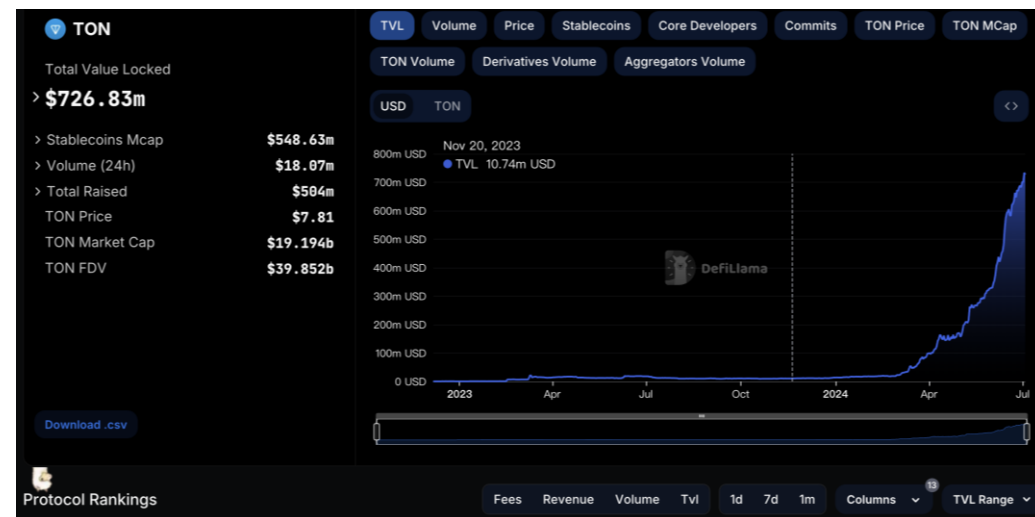 TON
Total Value Locked
$726.83m
Stablecoins Mcap $548.63m
Volume (24h) $18.07m
Total Raised $504m
TON Price $7.81
TON Market Cap $19.194b
TON FDV $39.852b
Download .csv
TVL Volume Price Stablecoins Core Developers Commits TON Price TON MCap
TON Volume Derivatives Volume Aggregators Volume
USD TON
Nov 20, 2023
TVL 10.74m USD
800m USD
700m USD
600m USD
500m USD
400m USD
300m USD
200m USD
100m USD
0 USD
DefiLlama
2023 Apr Jul Oct 2024 Apr Jul
Protocol Rankings
Fees Revenue Volume Tvl 1d 7d 1m Columns 13 TVL Range